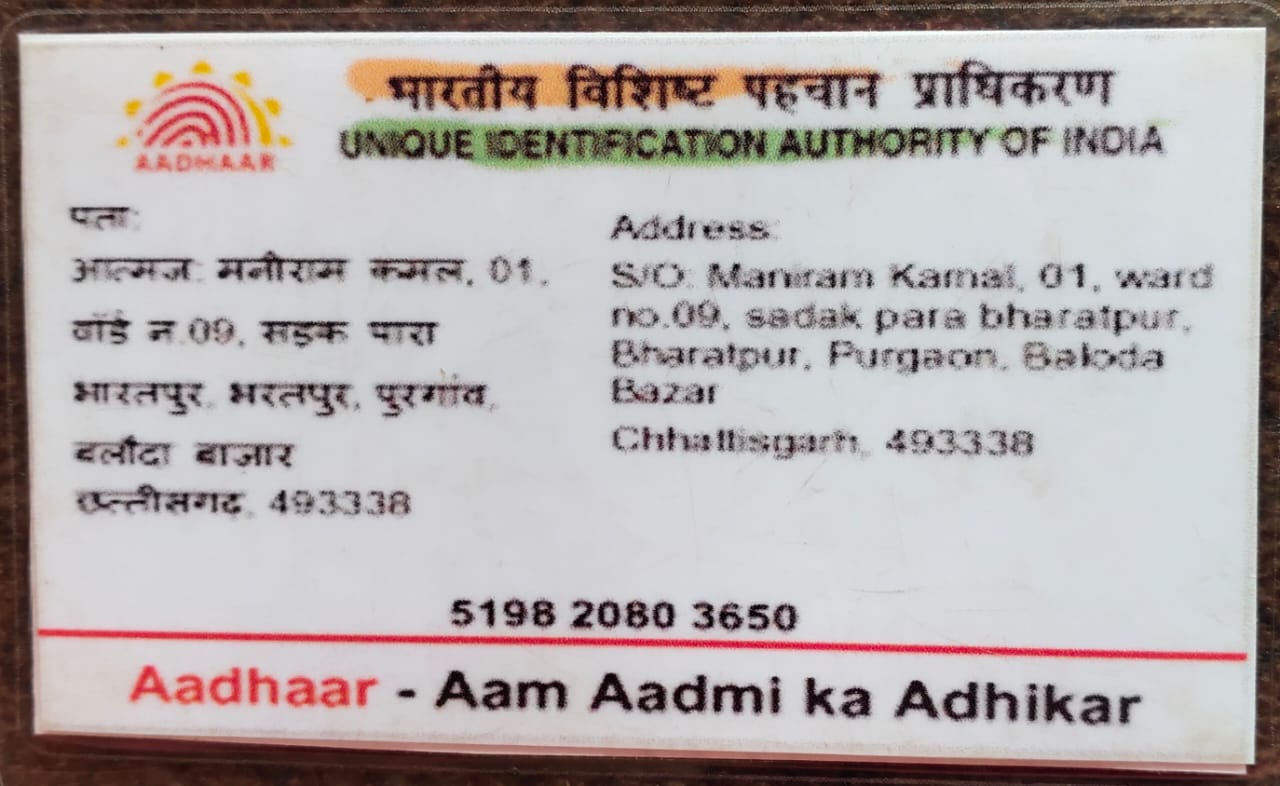 भारतीय विशिष्ट पहचान प्राधिकरण
UNIQUE IDENTIFICATION AUTHORITY OF INDIA
AADHAAR
पता:
आत्मज: मनीराम कमल, 01,
वॉर्ड न.09, सड़क पारा
भारतपुर, भरतपुर, पुरगांव,
बलौदा बाज़ार
छत्तीसगढ़, 493338
Address:
S/O: Maniram Kamal, 01, ward
no.09, sadak para bharatpur,
Bharatpur, Purgaon, Baloda
Bazar
Chhattisgarh, 493338
5198 2080 3650
Aadhaar - Aam Aadmi ka Adhikar